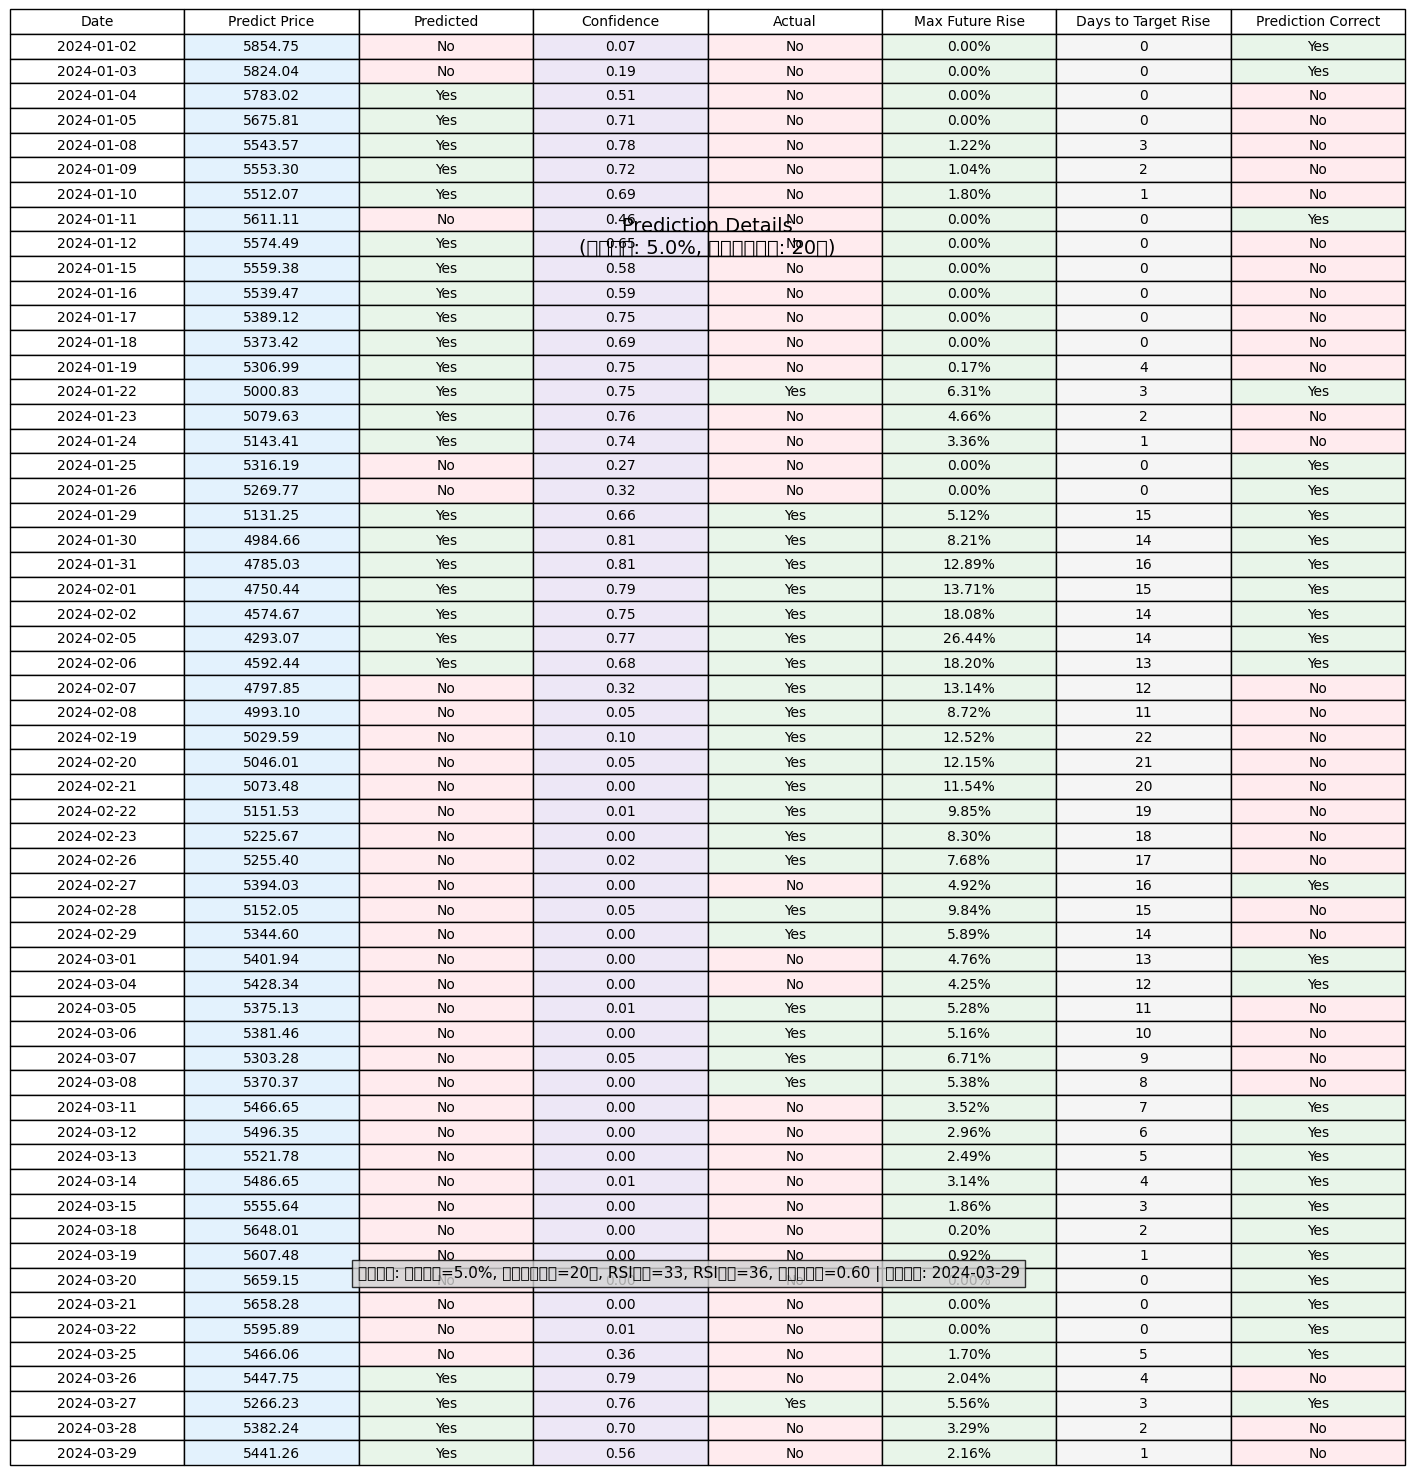 Date Predict Price Predicted Confidence Actual Max Future Rise Days to Target Rise Prediction Correct
2024-01-02 5854.75 No 0.07 No 0.00% 0 Yes
2024-01-03 5824.04 No 0.19 No 0.00% 0 Yes
2024-01-04 5783.02 Yes 0.51 No 0.00% 0 No
2024-01-05 5675.81 Yes 0.71 No 0.00% 0 No
2024-01-08 5543.57 Yes 0.78 No 1.22% 3 No
2024-01-09 5553.30 Yes 0.72 No 1.04% 2 No
2024-01-10 5512.07 Yes 0.69 No 1.80% 1 No
2024-01-11 5611.11 No 0.46 No 0.00% 0 Yes
Prediction Details
2024-01-12 5574.49 Yes 0.65 No 0.00% 0 No
(□□□□: 5.0%, □□□□□□: 20□)
2024-01-15 5559.38 Yes 0.58 No 0.00% 0 No
2024-01-16 5539.47 Yes 0.59 No 0.00% 0 No
2024-01-17 5389.12 Yes 0.75 No 0.00% 0 No
2024-01-18 5373.42 Yes 0.69 No 0.00% 0 No
2024-01-19 5306.99 Yes 0.75 No 0.17% 4 No
2024-01-22 5000.83 Yes 0.75 Yes 6.31% 3 Yes
2024-01-23 5079.63 Yes 0.76 No 4.66% 2 No
2024-01-24 5143.41 Yes 0.74 No 3.36% 1 No
2024-01-25 5316.19 No 0.27 No 0.00% 0 Yes
2024-01-26 5269.77 No 0.32 No 0.00% 0 Yes
2024-01-29 5131.25 Yes 0.66 Yes 5.12% 15 Yes
2024-01-30 4984.66 Yes 0.81 Yes 8.21% 14 Yes
2024-01-31 4785.03 Yes 0.81 Yes 12.89% 16 Yes
2024-02-01 4750.44 Yes 0.79 Yes 13.71% 15 Yes
2024-02-02 4574.67 Yes 0.75 Yes 18.08% 14 Yes
2024-02-05 4293.07 Yes 0.77 Yes 26.44% 14 Yes
2024-02-06 4592.44 Yes 0.68 Yes 18.20% 13 Yes
2024-02-07 4797.85 No 0.32 Yes 13.14% 12 No
2024-02-08 4993.10 No 0.05 Yes 8.72% 11 No
2024-02-19 5029.59 No 0.10 Yes 12.52% 22 No
2024-02-20 5046.01 No 0.05 Yes 12.15% 21 No
2024-02-21 5073.48 No 0.00 Yes 11.54% 20 No
2024-02-22 5151.53 No 0.01 Yes 9.85% 19 No
2024-02-23 5225.67 No 0.00 Yes 8.30% 18 No
2024-02-26 5255.40 No 0.02 Yes 7.68% 17 No
2024-02-27 5394.03 No 0.00 No 4.92% 16 Yes
2024-02-28 5152.05 No 0.05 Yes 9.84% 15 No
2024-02-29 5344.60 No 0.00 Yes 5.89% 14 No
2024-03-01 5401.94 No 0.00 No 4.76% 13 Yes
2024-03-04 5428.34 No 0.00 No 4.25% 12 Yes
2024-03-05 5375.13 No 0.01 Yes 5.28% 11 No
2024-03-06 5381.46 No 0.00 Yes 5.16% 10 No
2024-03-07 5303.28 No 0.05 Yes 6.71% 9 No
2024-03-08 5370.37 No 0.00 Yes 5.38% 8 No
2024-03-11 5466.65 No 0.00 No 3.52% 7 Yes
2024-03-12 5496.35 No 0.00 No 2.96% 6 Yes
2024-03-13 5521.78 No 0.00 No 2.49% 5 Yes
2024-03-14 5486.65 No 0.01 No 3.14% 4 Yes
2024-03-15 5555.64 No 0.00 No 1.86% 3 Yes
2024-03-18 5648.01 No 0.00 No 0.20% 2 Yes
2024-03-19 5607.48 No 0.00 No 0.92% 1 Yes
□□□□: □□□□=5.0%, □□□□□□=20□, RSI□□=33, RSI□□=36, □□□□□=0.60 | □□□□: 2024-03-29
2024-03-20 5659.15 No 0.00 No 0.00% 0 Yes
2024-03-21 5658.28 No 0.00 No 0.00% 0 Yes
2024-03-22 5595.89 No 0.01 No 0.00% 0 Yes
2024-03-25 5466.06 No 0.36 No 1.70% 5 Yes
2024-03-26 5447.75 Yes 0.79 No 2.04% 4 No
2024-03-27 5266.23 Yes 0.76 Yes 5.56% 3 Yes
2024-03-28 5382.24 Yes 0.70 No 3.29% 2 No
2024-03-29 5441.26 Yes 0.56 No 2.16% 1 No